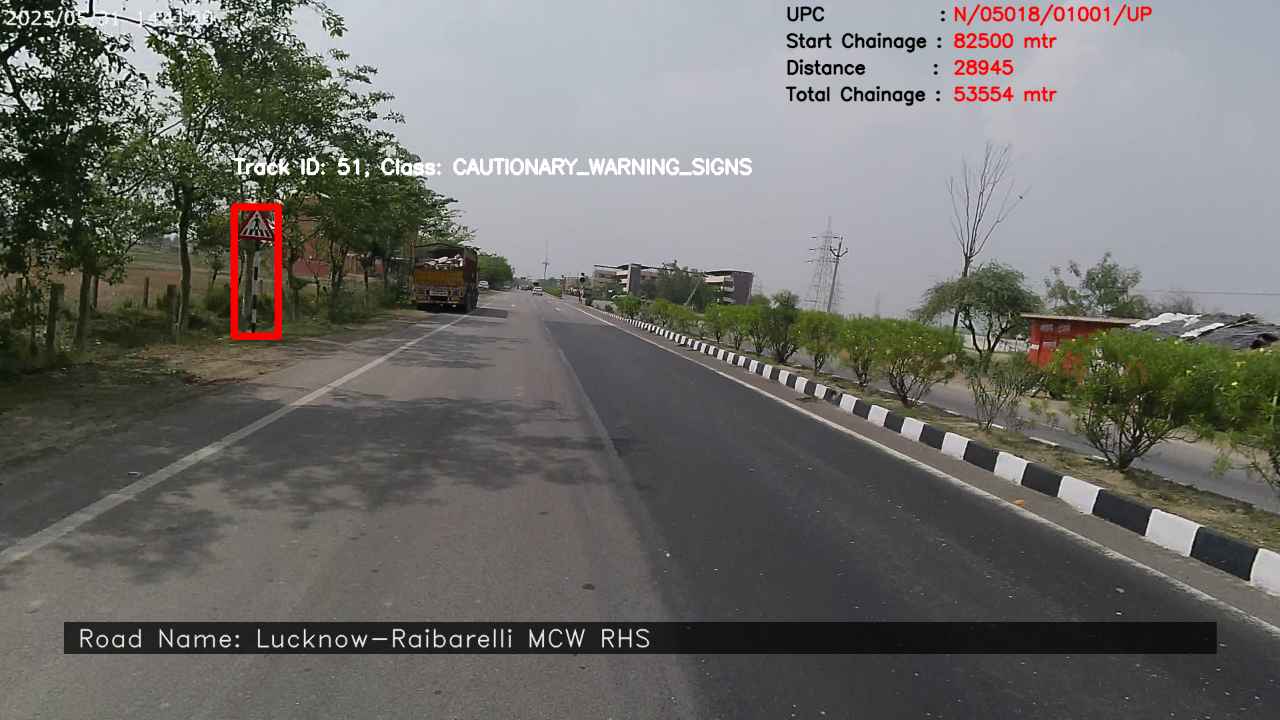 UPC : N/05018/01001/UP
Start Chainage : 82500 mtr
Distance : 28945
Total Chainage : 53554 mtr
Track ID: 51, Class: CAUTIONARY_WARNING_SIGNS
Road Name: Lucknow-Raibarelli MCW RHS